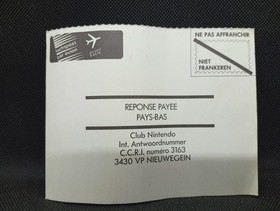 NE PAS AFFRANCHIR
NIET
FRANKEREN
REPONSE PAYEE
PAYS-BAS
Club Nintendo
Int. Antwoordnummer
C.C.R.I. numéro 3163
3430 VP NIEUWEGEIN